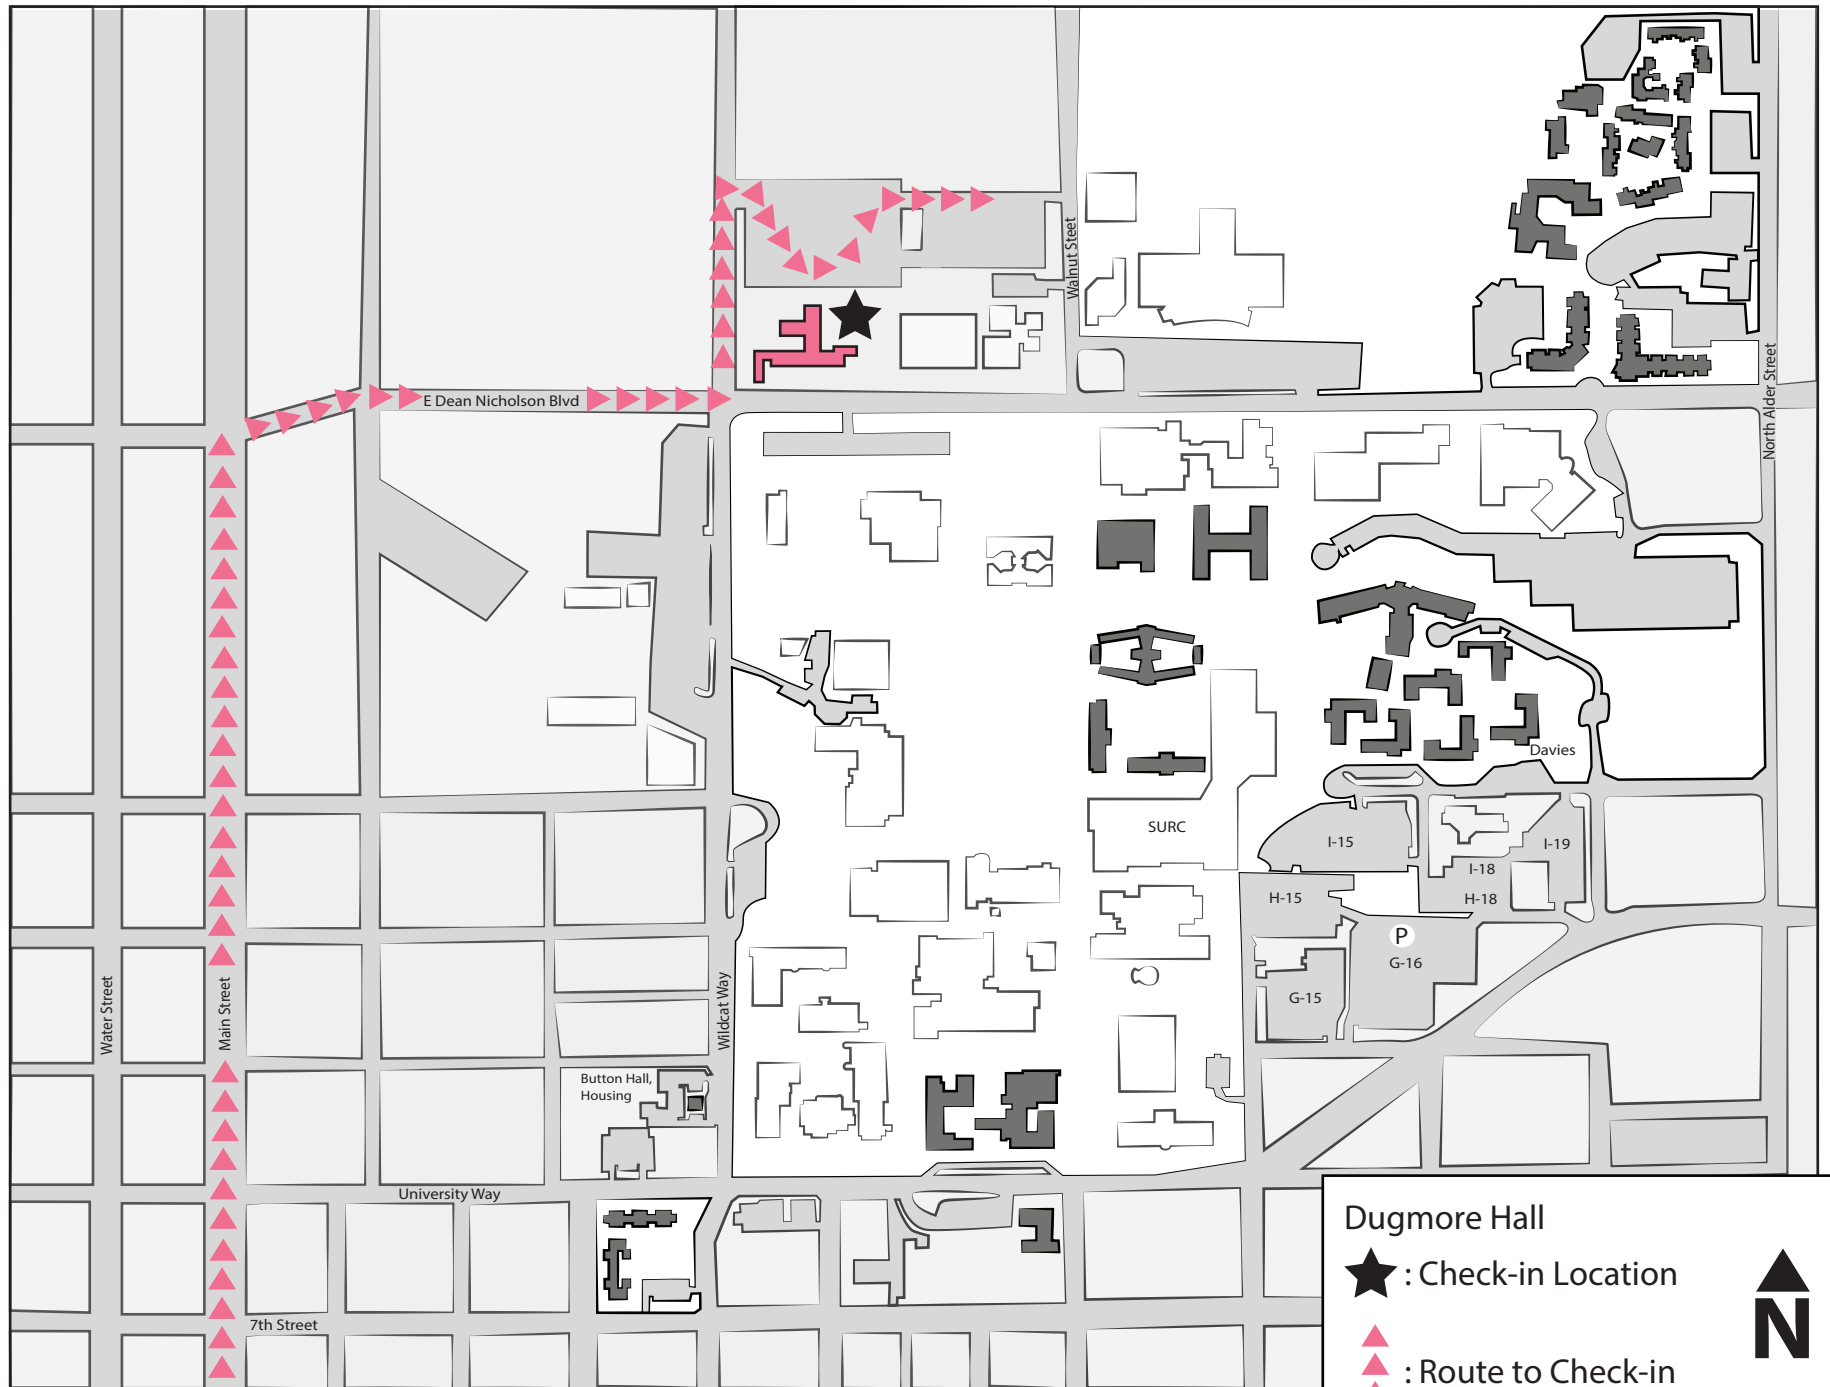 Walnut Steet
North Alder Street
E Dean Nicholson Blvd
Davies
SURC
I-15
I-19
I-18
H-15
H-18
P
G-16
G-15
Water Street
Main Street
Wildcat Way
Button Hall,
Housing
University Way
7th Street
Dugmore Hall
: Check-in Location
: Route to Check-in
N